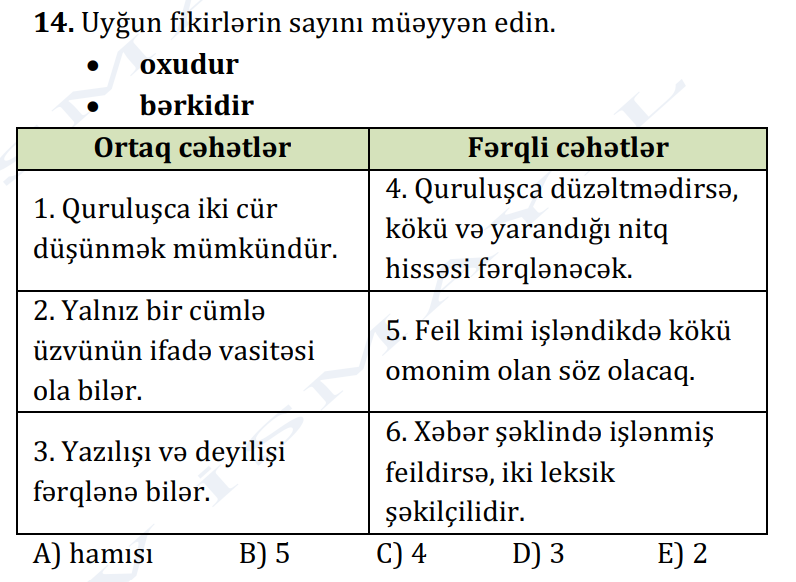 14. Uyğun fikirlərin sayını müəyyən edin.
• oxudur
• bərkidir
Ortaq cəhətlər
Fərqli cəhətlər
1. Quruluşca iki cür
düşünmək mümkündür.
4. Quruluşca düzəltmədirsə,
kökü və yarandığı nitq
hissəsi fərqlənəcək.
2. Yalnız bir cümlə
üzvünün ifadə vasitəsi
ola bilər.
5. Feil kimi işləndikdə kökü
omonim olan söz olacaq.
3. Yazılışı və deyilişi
fərqlənə bilər.
6. Xəbər şəklində işlənmiş
feildirsə, iki leksik
şəkilçilidir.
A) hamısı B) 5 C) 4 D) 3 E) 2